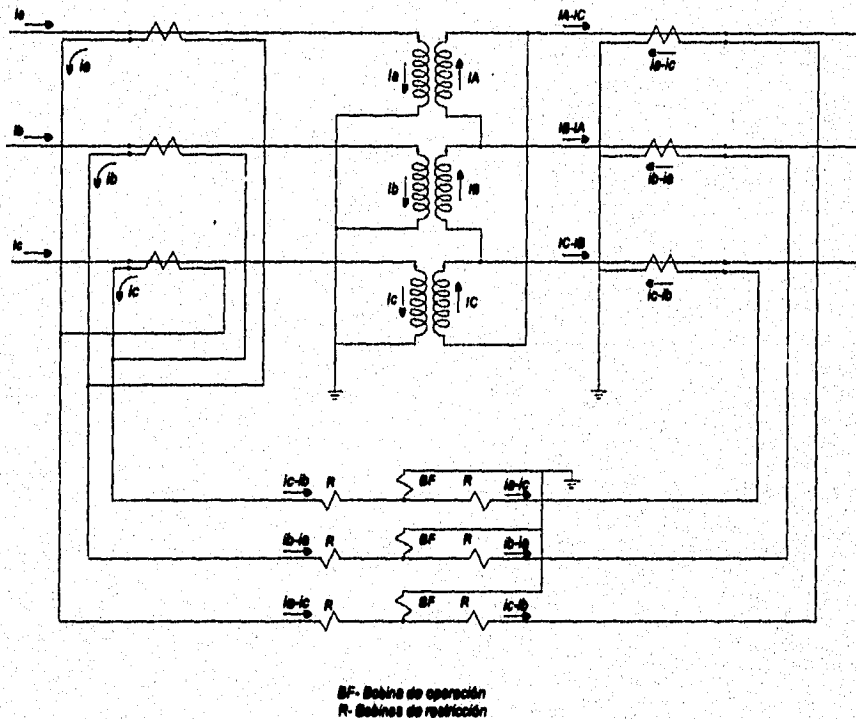 Ia
IA-IC
ia
Ia
IA
ia-ic
Ib
IB-IA
ib
Ib
IB
ib-ia
Ic
IC-IB
ic
Ic
IC
ic-ib
ic-ib R BF R ia-ic
ib-ia R BF R ib-ia
ia-ic R BF R ic-ib
BF- Bobina de operación
R- Bobinas de restricción